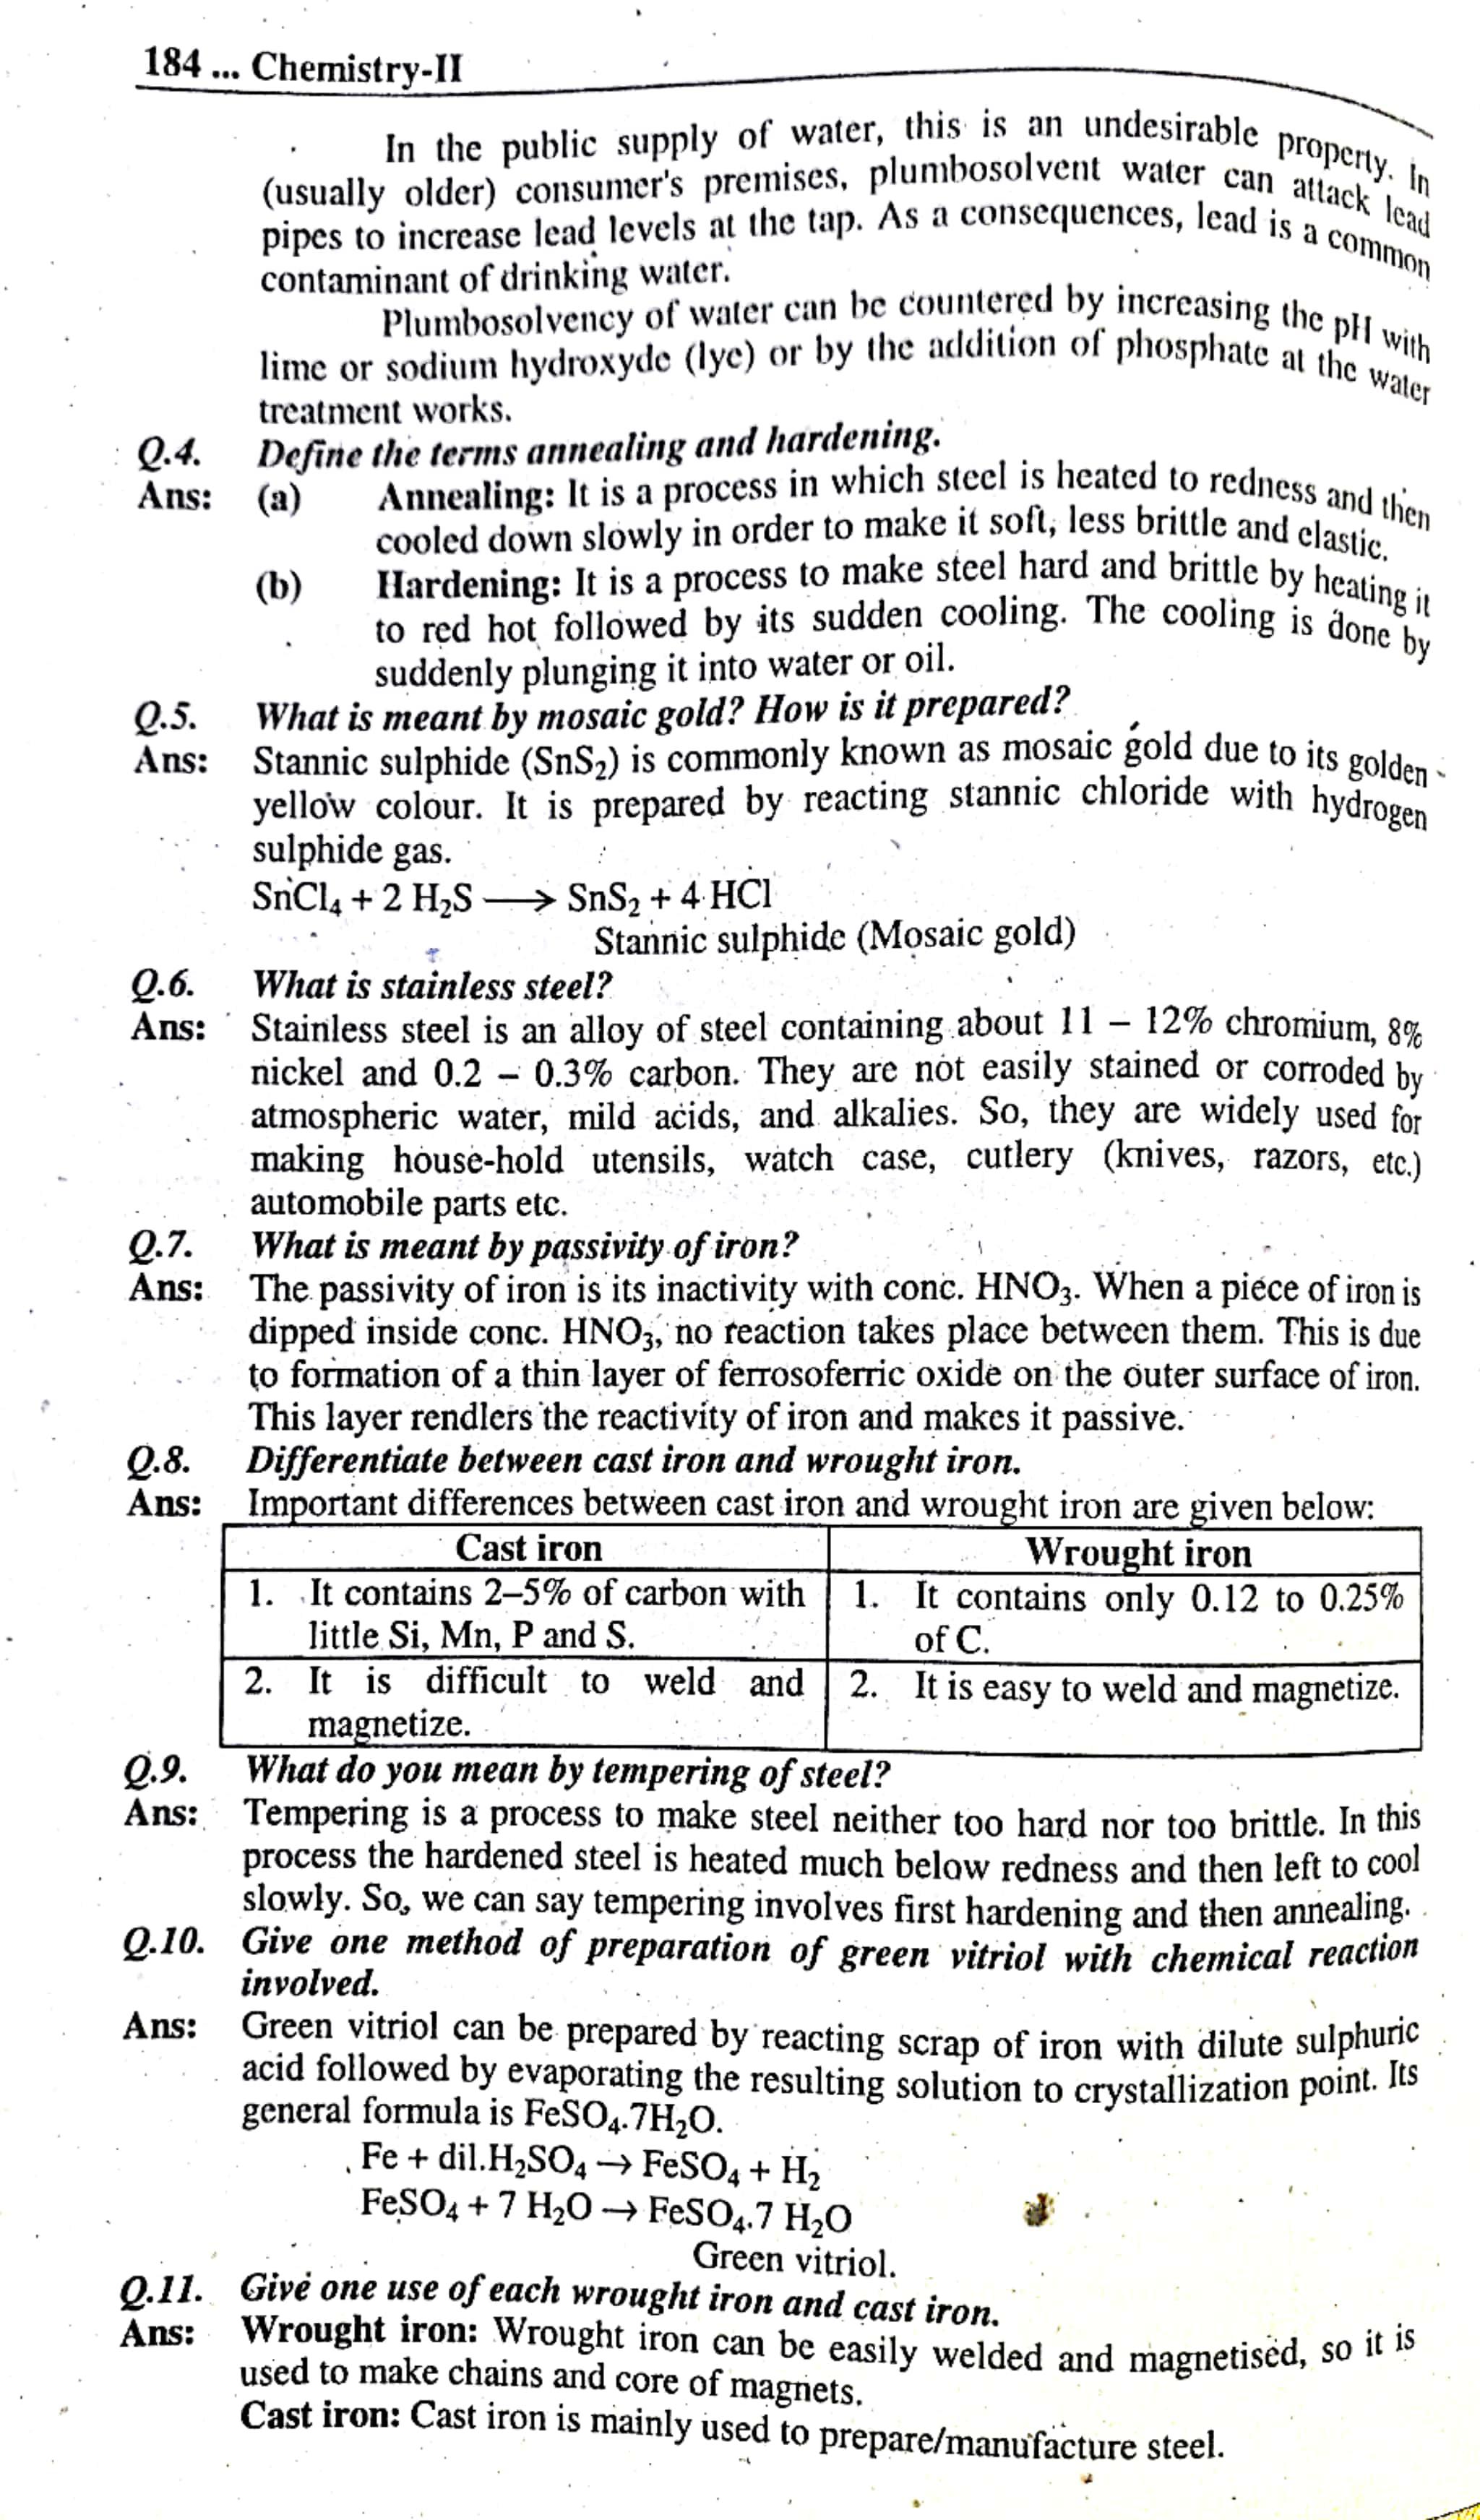 184 ... Chemistry-II
In the public supply of water, this is an undesirable property. In
(usually older) consumer's premises, plumbosolvent water can attack lead
pipes to increase lead levels at the tap. As a consequences, lead is a common
contaminant of drinking water.
Plumbosolvency of water can be countered by increasing the pH with
lime or sodium hydroxyde (lye) or by the addition of phosphate at the water
treatment works.
Q.4. Define the terms annealing and hardening.
Ans: (a) Annealing: It is a process in which steel is heated to redness and then
cooled down slowly in order to make it soft, less brittle and elastic.
(b) Hardening: It is a process to make steel hard and brittle by heating it
to red hot followed by its sudden cooling. The cooling is done by
suddenly plunging it into water or oil.
Q.5. What is meant by mosaic gold? How is it prepared?
Ans: Stannic sulphide (SnS₂) is commonly known as mosaic gold due to its golden
yellow colour. It is prepared by reacting stannic chloride with hydrogen
sulphide gas.
SnCl₄ + 2 H₂S ⟶ SnS₂ + 4 HCl
Stannic sulphide (Mosaic gold)
Q.6. What is stainless steel?
Ans: Stainless steel is an alloy of steel containing about 11 – 12% chromium, 8%
nickel and 0.2 – 0.3% carbon. They are not easily stained or corroded by
atmospheric water, mild acids, and alkalies. So, they are widely used for
making house-hold utensils, watch case, cutlery (knives, razors, etc.)
automobile parts etc.
Q.7. What is meant by passivity of iron?
Ans: The passivity of iron is its inactivity with conc. HNO₃. When a piece of iron is
dipped inside conc. HNO₃, no reaction takes place between them. This is due
to formation of a thin layer of ferrosoferric oxide on the outer surface of iron.
This layer rendlers the reactivity of iron and makes it passive.
Q.8. Differentiate between cast iron and wrought iron.
Ans: Important differences between cast iron and wrought iron are given below:
Cast iron Wrought iron
1. It contains 2–5% of carbon with 1. It contains only 0.12 to 0.25%
little Si, Mn, P and S. of C.
2. It is difficult to weld and 2. It is easy to weld and magnetize.
magnetize.
Q.9. What do you mean by tempering of steel?
Ans: Tempering is a process to make steel neither too hard nor too brittle. In this
process the hardened steel is heated much below redness and then left to cool
slowly. So, we can say tempering involves first hardening and then annealing.
Q.10. Give one method of preparation of green vitriol with chemical reaction
involved.
Ans: Green vitriol can be prepared by reacting scrap of iron with dilute sulphuric
acid followed by evaporating the resulting solution to crystallization point. Its
general formula is FeSO₄.7H₂O.
Fe + dil.H₂SO₄ → FeSO₄ + H₂
FeSO₄ + 7 H₂O → FeSO₄.7 H₂O
Green vitriol.
Q.11. Give one use of each wrought iron and cast iron.
Ans: Wrought iron: Wrought iron can be easily welded and magnetised, so it is
used to make chains and core of magnets.
Cast iron: Cast iron is mainly used to prepare/manufacture steel.